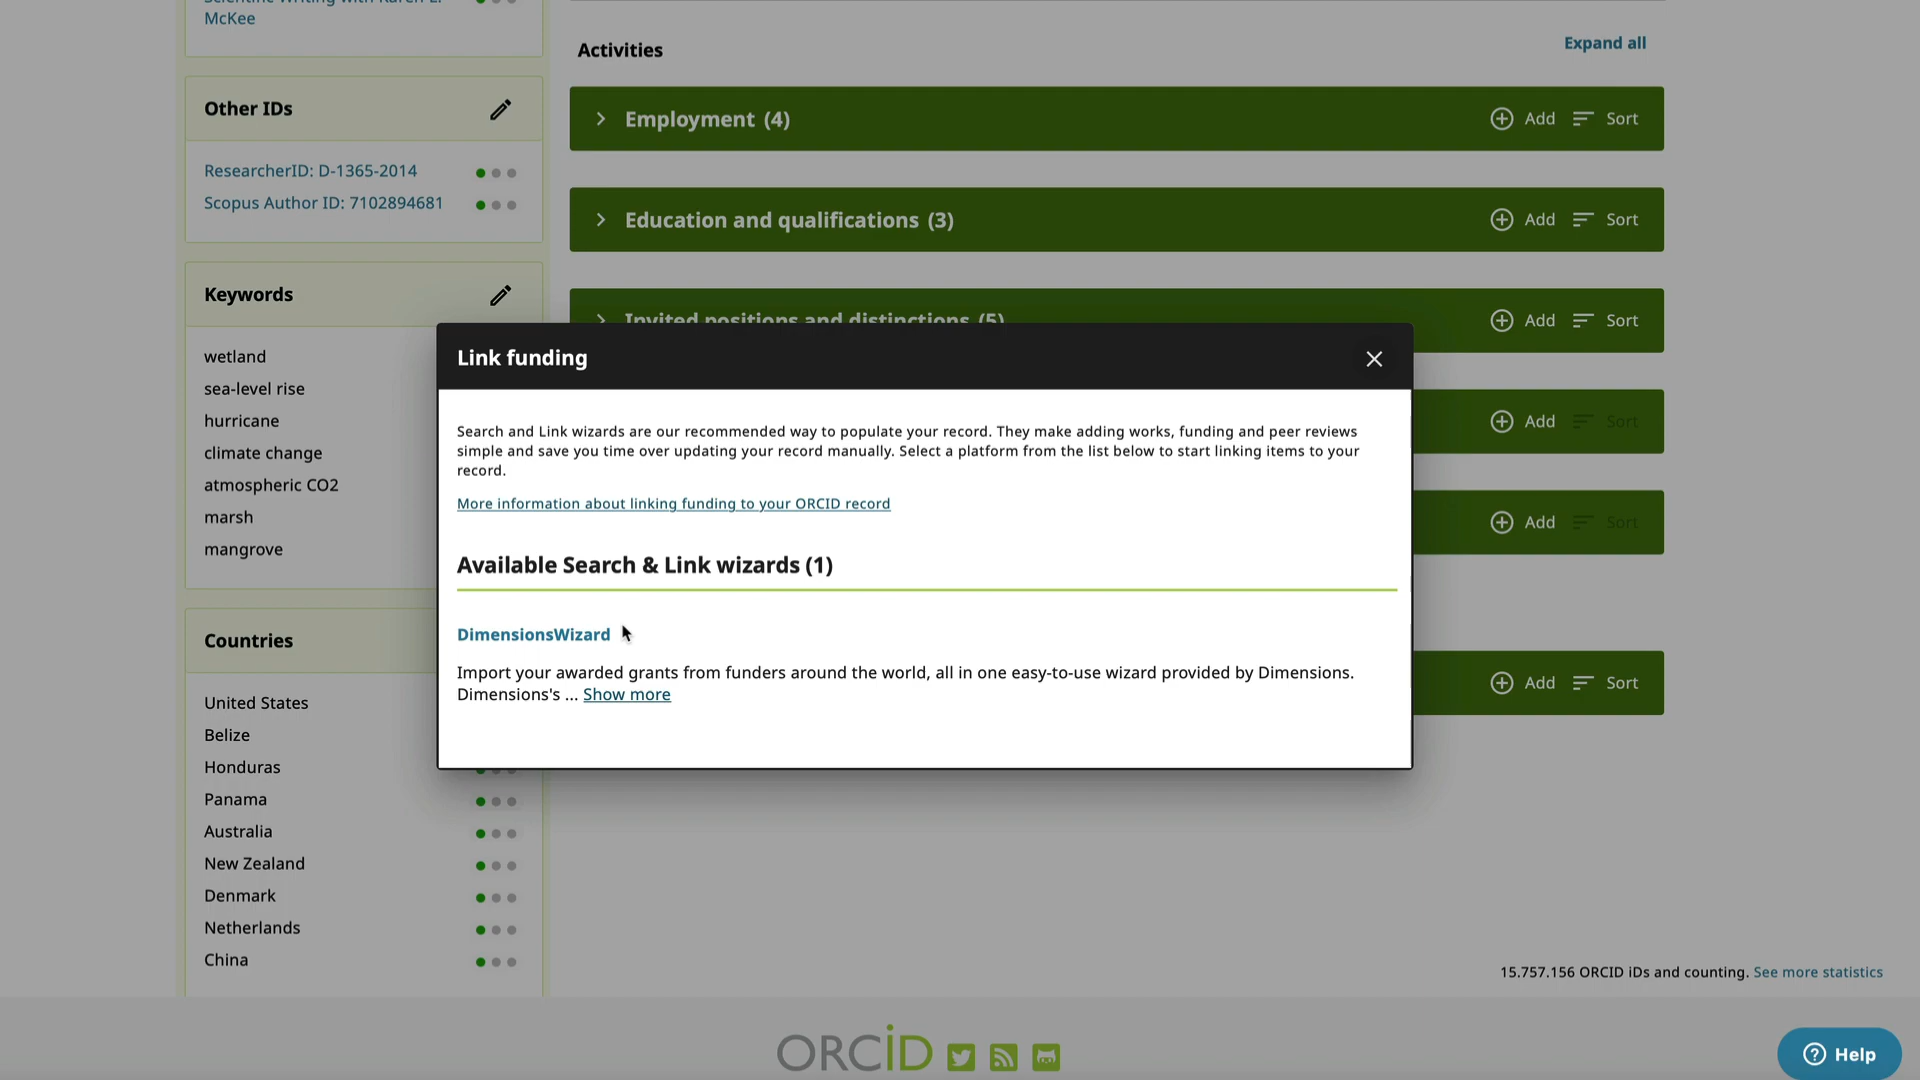 Scientific Writing with Karen L.
McKee
Other IDs
ResearcherID: D-1365-2014
Scopus Author ID: 7102894681
Keywords
wetland
sea-level rise
hurricane
climate change
atmospheric CO2
marsh
mangrove
Countries
United States
Belize
Honduras
Panama
Australia
New Zealand
Denmark
Netherlands
China
Activities
Expand all
Employment (4)
Add Sort
Education and qualifications (3)
Add Sort
Invited positions and distinctions (5)
Add Sort
Add Sort
Add Sort
Add Sort
Link funding
Search and Link wizards are our recommended way to populate your record. They make adding works, funding and peer reviews
simple and save you time over updating your record manually. Select a platform from the list below to start linking items to your
record.
More information about linking funding to your ORCID record
Available Search & Link wizards (1)
DimensionsWizard
Import your awarded grants from funders around the world, all in one easy-to-use wizard provided by Dimensions.
Dimensions's ... Show more
15.757.156 ORCID iDs and counting. See more statistics
ORCiD
Help